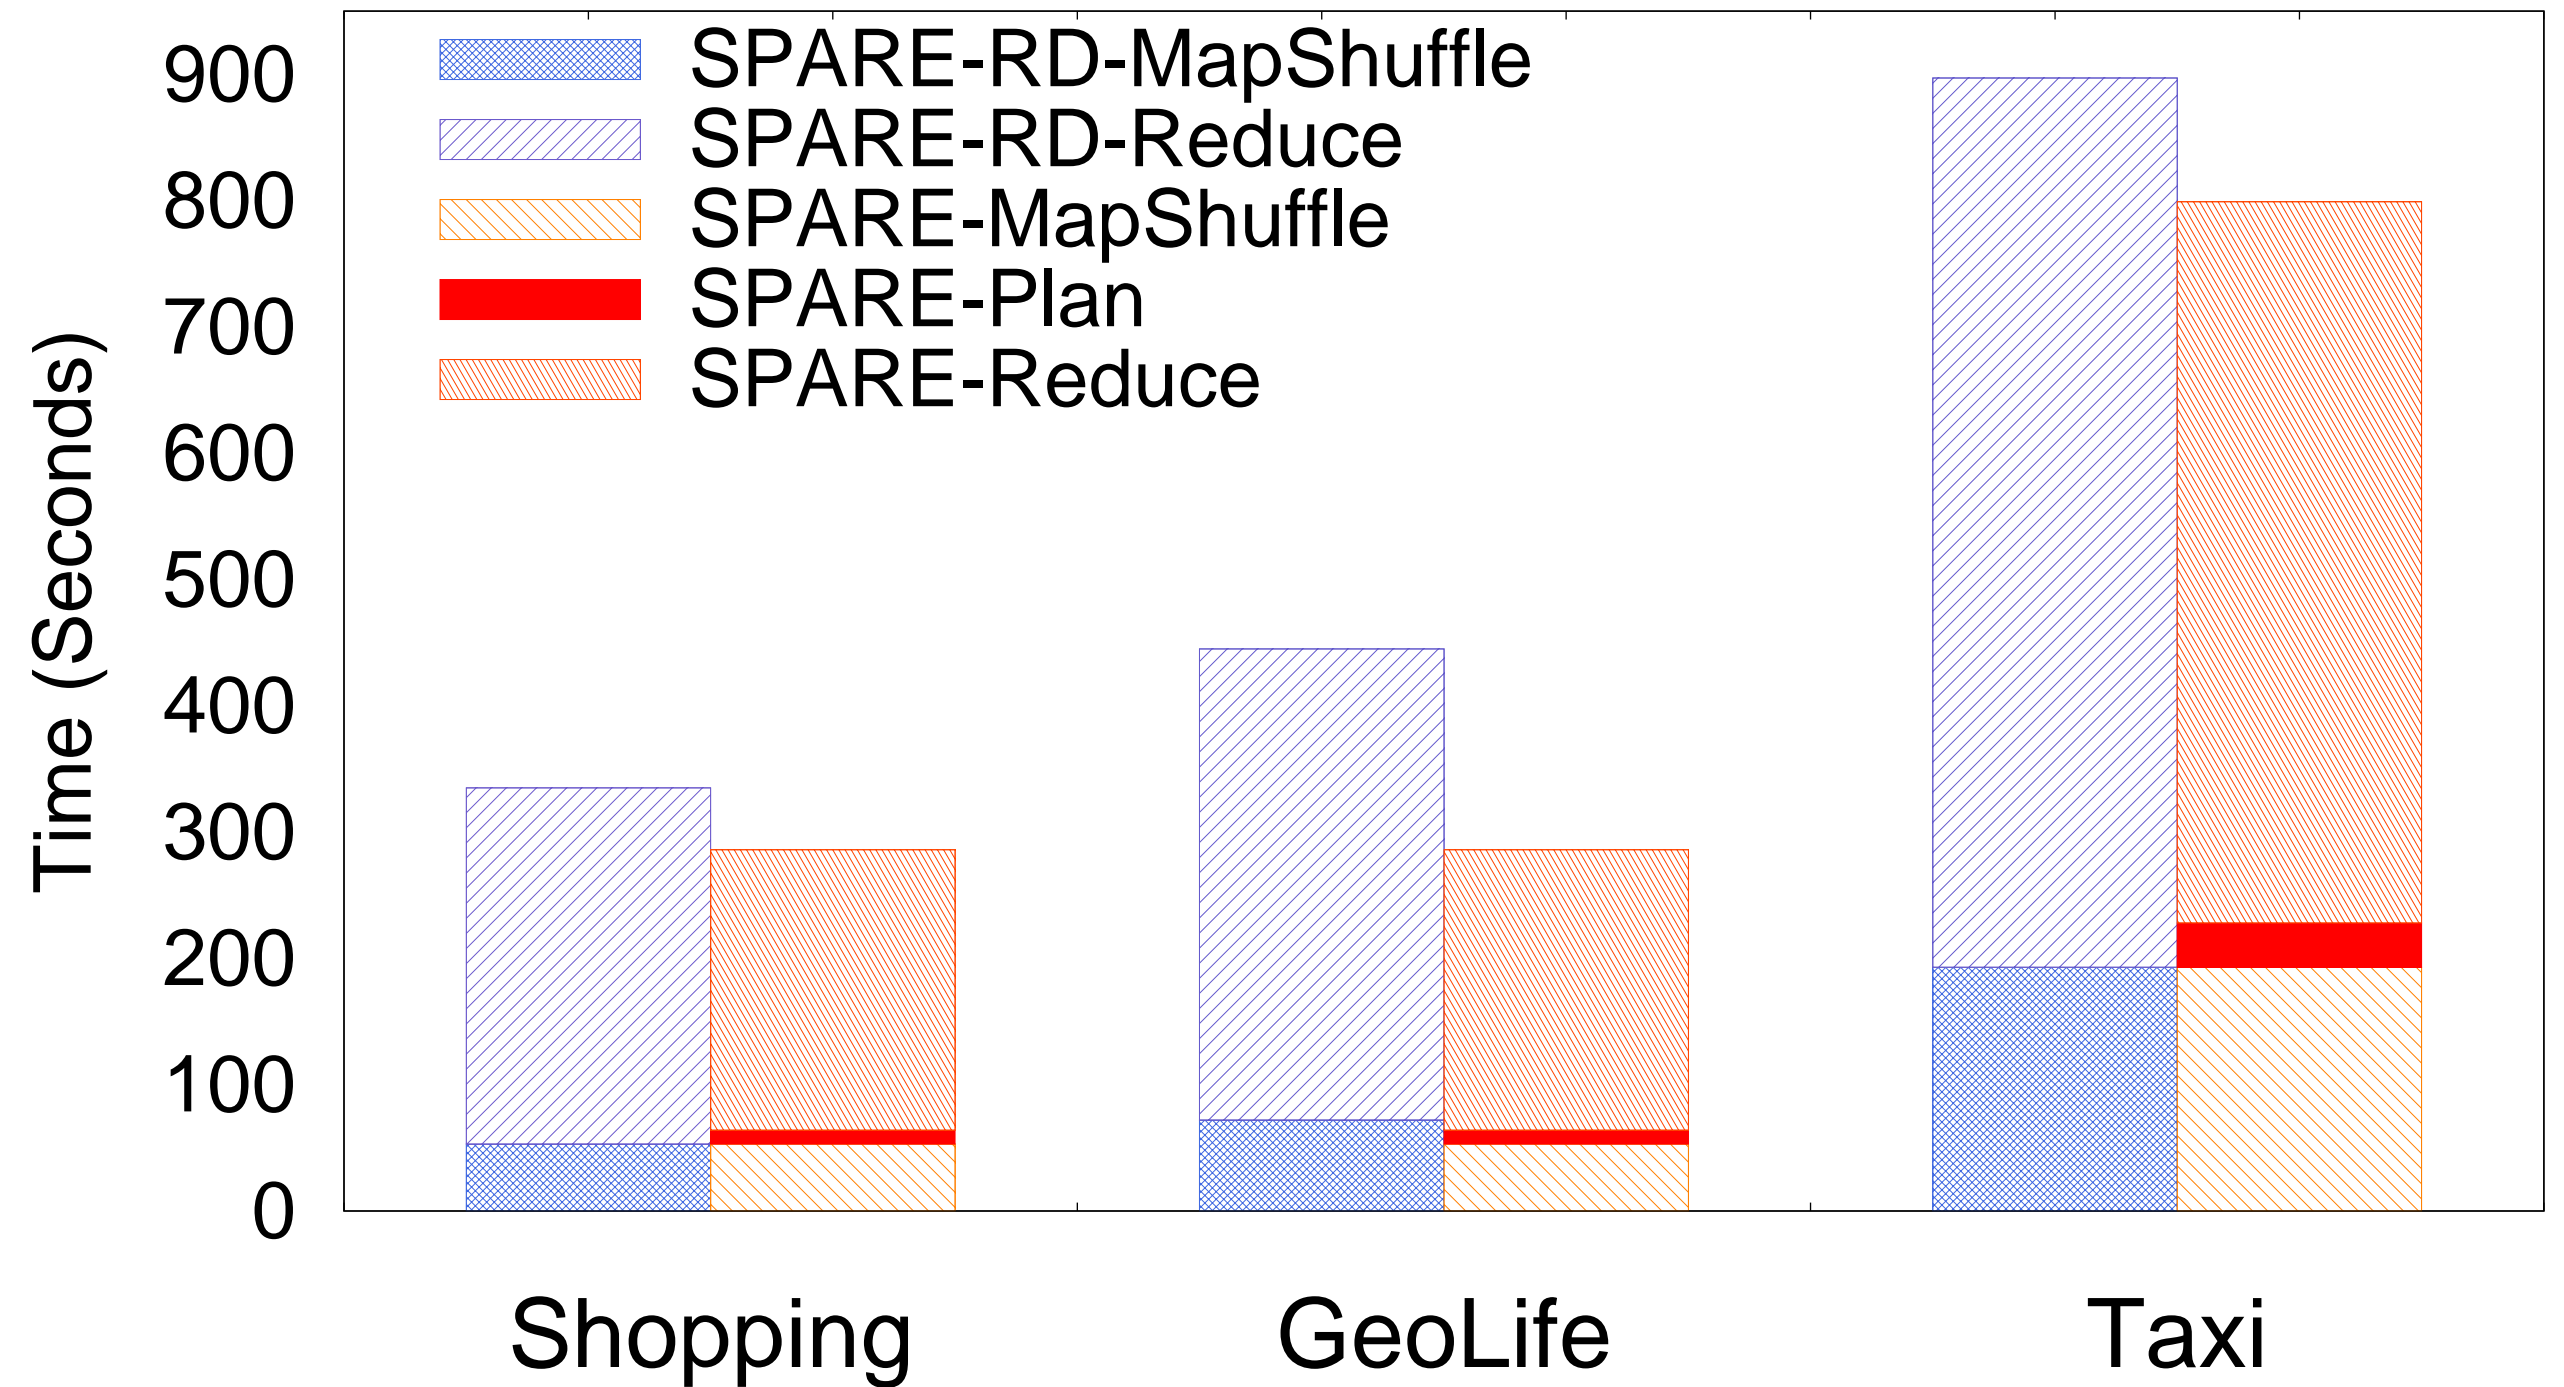 Time (Seconds)
900
800
700
600
500
400
300
200
100
0
SPARE-RD-MapShuffle
SPARE-RD-Reduce
SPARE-MapShuffle
SPARE-Plan
SPARE-Reduce
Shopping
GeoLife
Taxi